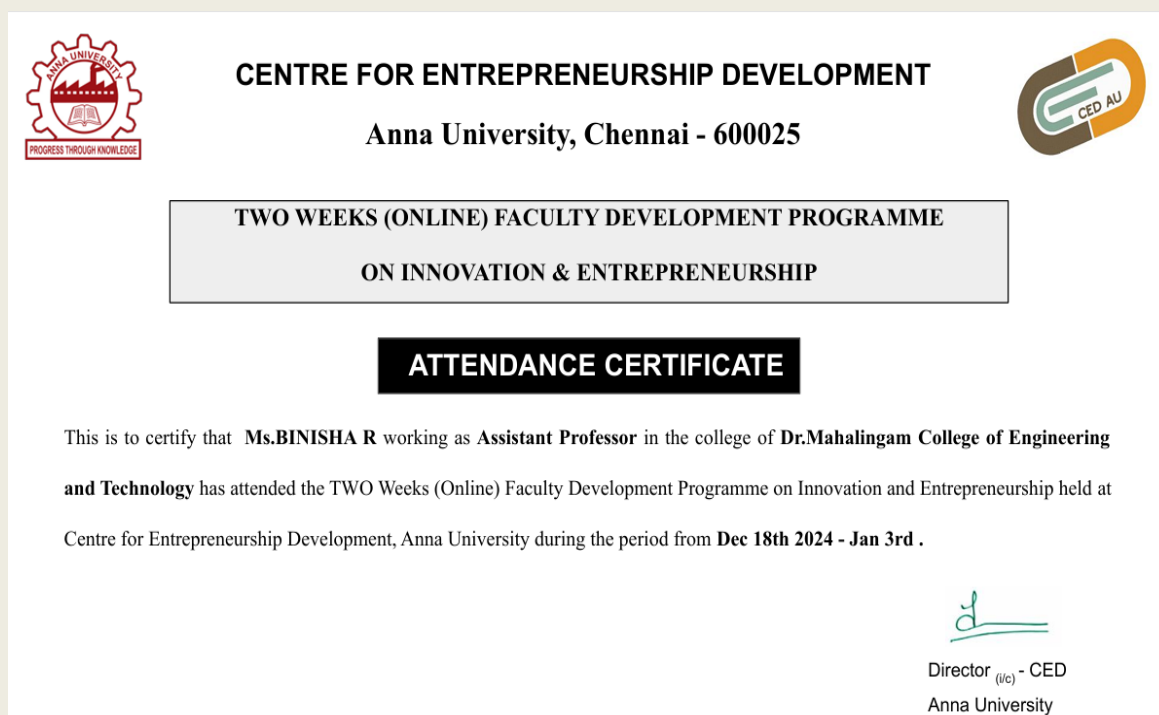 ANNA UNIVERSITY
PROGRESS THROUGH KNOWLEDGE
CENTRE FOR ENTREPRENEURSHIP DEVELOPMENT
Anna University, Chennai - 600025
CED AU
TWO WEEKS (ONLINE) FACULTY DEVELOPMENT PROGRAMME
ON INNOVATION & ENTREPRENEURSHIP
ATTENDANCE CERTIFICATE
This is to certify that Ms.BINISHA R working as Assistant Professor in the college of Dr.Mahalingam College of Engineering
and Technology has attended the TWO Weeks (Online) Faculty Development Programme on Innovation and Entrepreneurship held at
Centre for Entrepreneurship Development, Anna University during the period from Dec 18th 2024 - Jan 3rd .
Director (i/c) - CED
Anna University